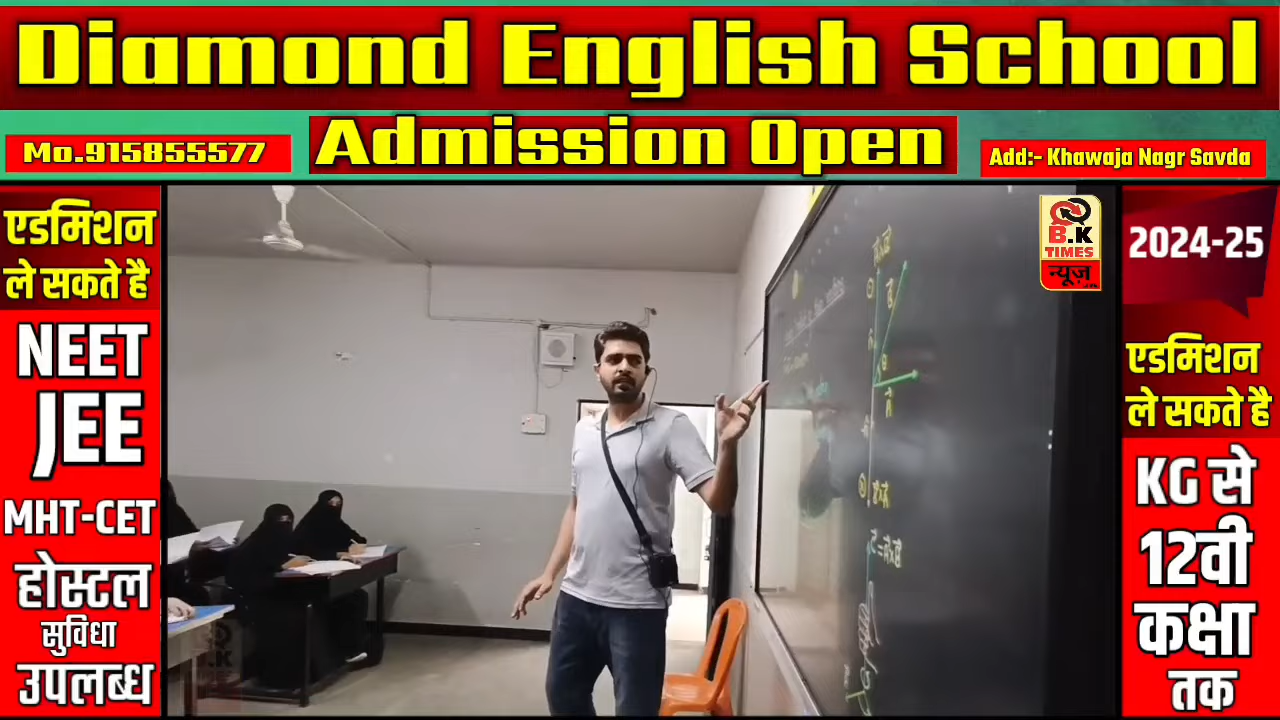 Diamond English School
Mo.915855577
Admission Open
Add:- Khawaja Nagr Savda
एडमिशन
ले सकते है
NEET
JEE
MHT-CET
होस्टल
सुविधा
उपलब्ध
B.K
TIMES
न्यूज़
2024-25
एडमिशन
ले सकते है
KG से
12वी
कक्षा
तक